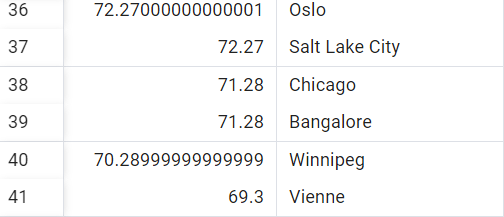 36 72.27000000000001 Oslo
37 72.27 Salt Lake City
38 71.28 Chicago
39 71.28 Bangalore
40 70.28999999999999 Winnipeg
41 69.3 Vienne